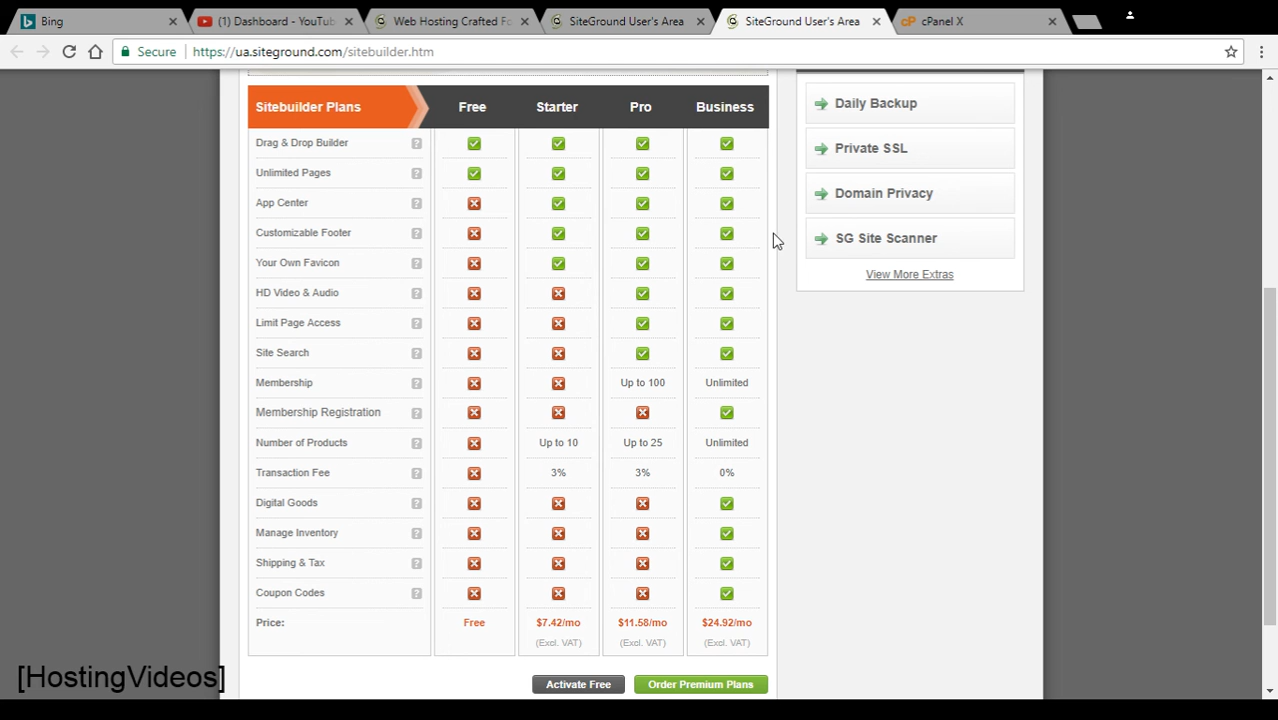 Bing
(1) Dashboard - YouTube
Web Hosting Crafted Fo
SiteGround User's Area
SiteGround User's Area
cPanel X
Secure https://ua.siteground.com/sitebuilder.htm
Sitebuilder Plans Free Starter Pro Business
Drag & Drop Builder ?
Unlimited Pages ?
App Center ?
Customizable Footer ?
Your Own Favicon ?
HD Video & Audio ?
Limit Page Access ?
Site Search ?
Membership ? Up to 100 Unlimited
Membership Registration ?
Number of Products ? Up to 10 Up to 25 Unlimited
Transaction Fee ? 3% 3% 0%
Digital Goods ?
Manage Inventory ?
Shipping & Tax ?
Coupon Codes ?
Price: Free $7.42/mo $11.58/mo $24.92/mo
(Excl. VAT) (Excl. VAT) (Excl. VAT)
Activate Free Order Premium Plans
Daily Backup
Private SSL
Domain Privacy
SG Site Scanner
View More Extras
[HostingVideos]